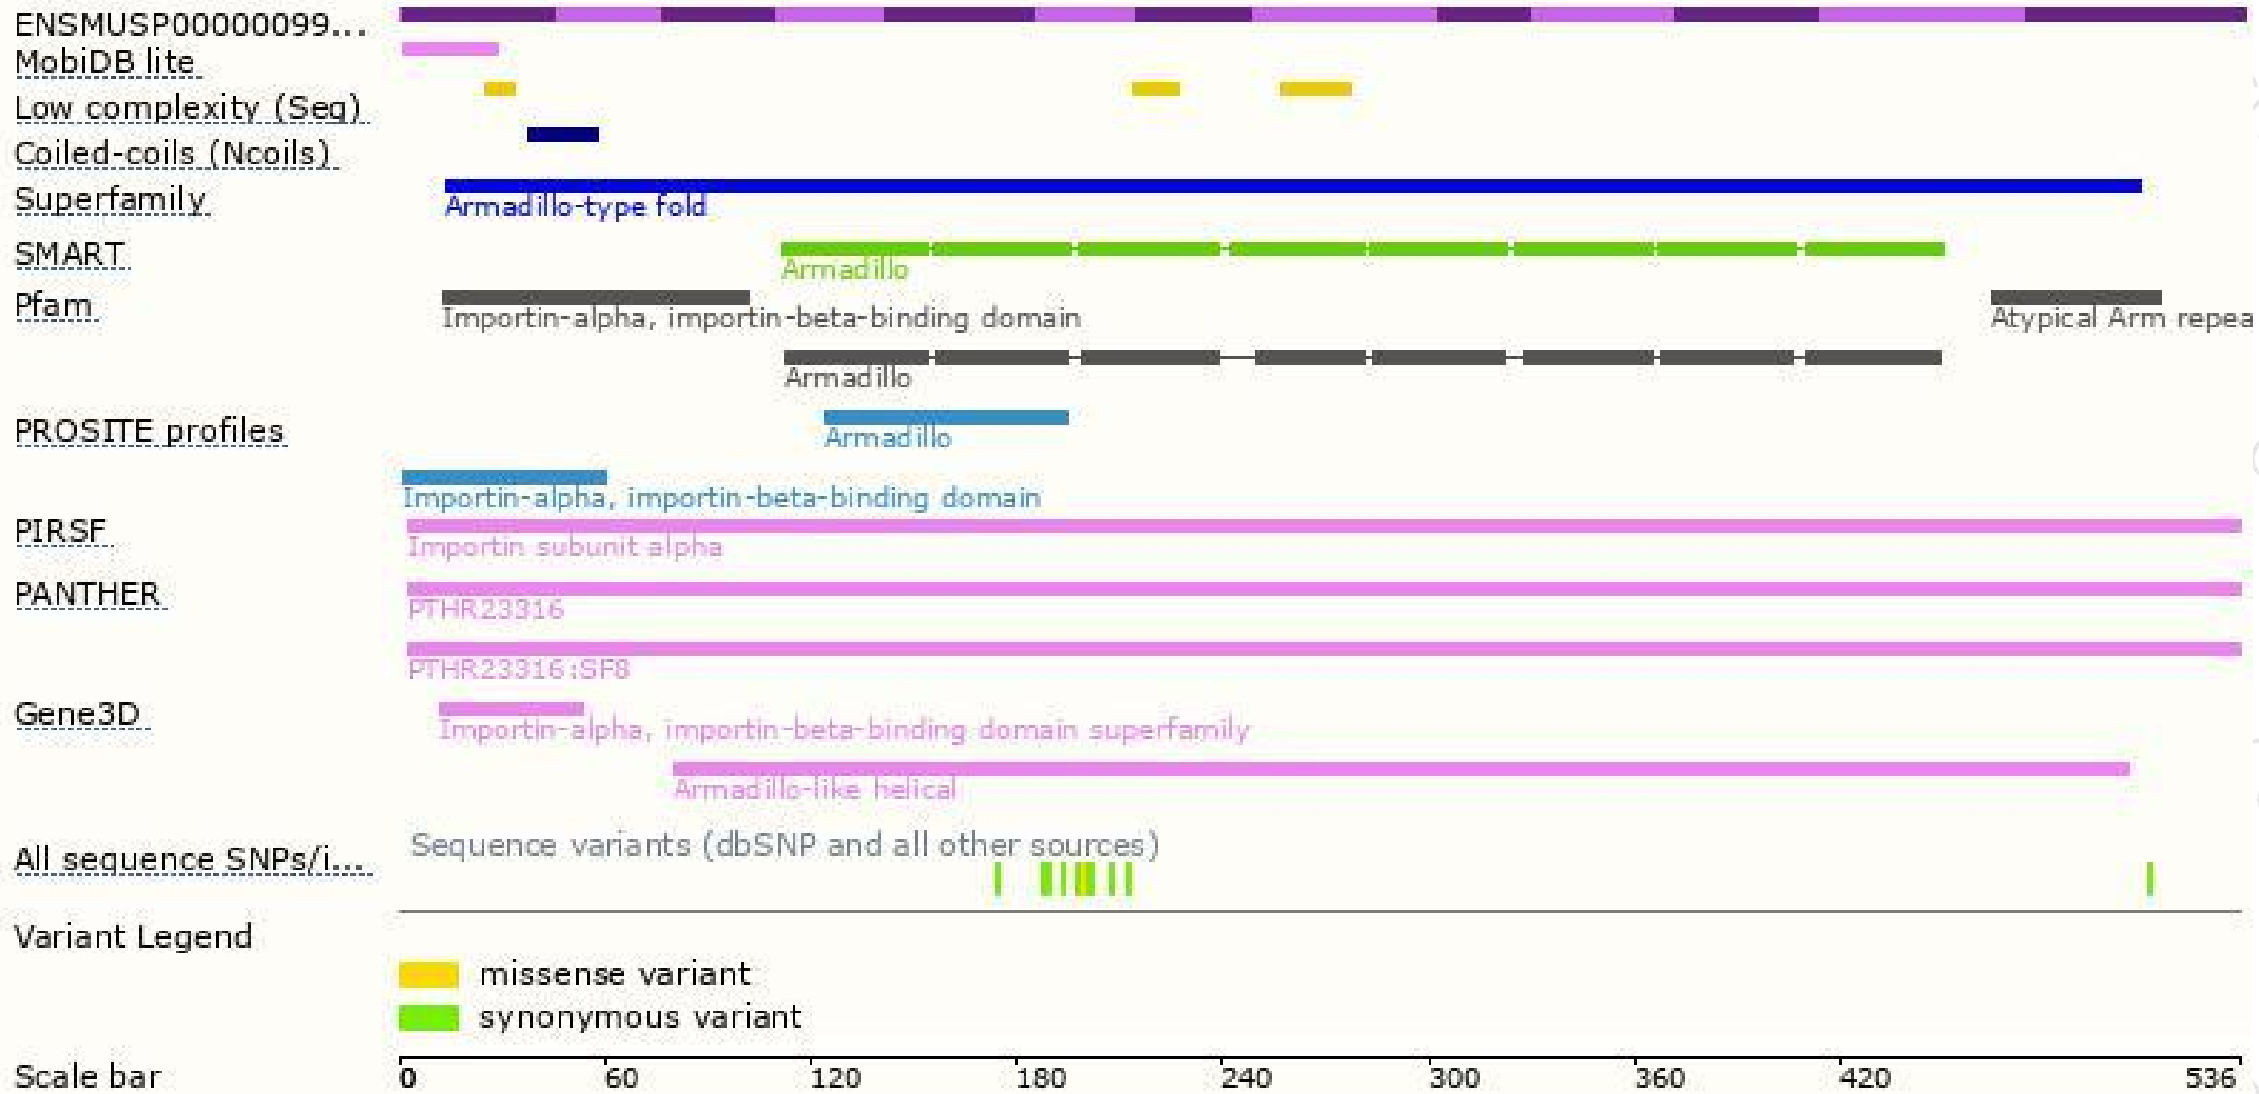 ENSMUSP00000099...
MobiDB lite
Low complexity (Seg)
Coiled-coils (Ncoils)
Superfamily
Armadillo-type fold
SMART
Armadillo
Pfam
Importin-alpha, importin-beta-binding domain
Atypical Arm repea
Armadillo
PROSITE profiles
Armadillo
Importin-alpha, importin-beta-binding domain
PIRSF
Importin subunit alpha
PANTHER
PTHR23316
PTHR23316:SF8
Gene3D
Importin-alpha, importin-beta-binding domain superfamily
Armadillo-like helical
Sequence variants (dbSNP and all other sources)
All sequence SNPs/i...
Variant Legend
missense variant
synonymous variant
Scale bar 0 60 120 180 240 300 360 420 536